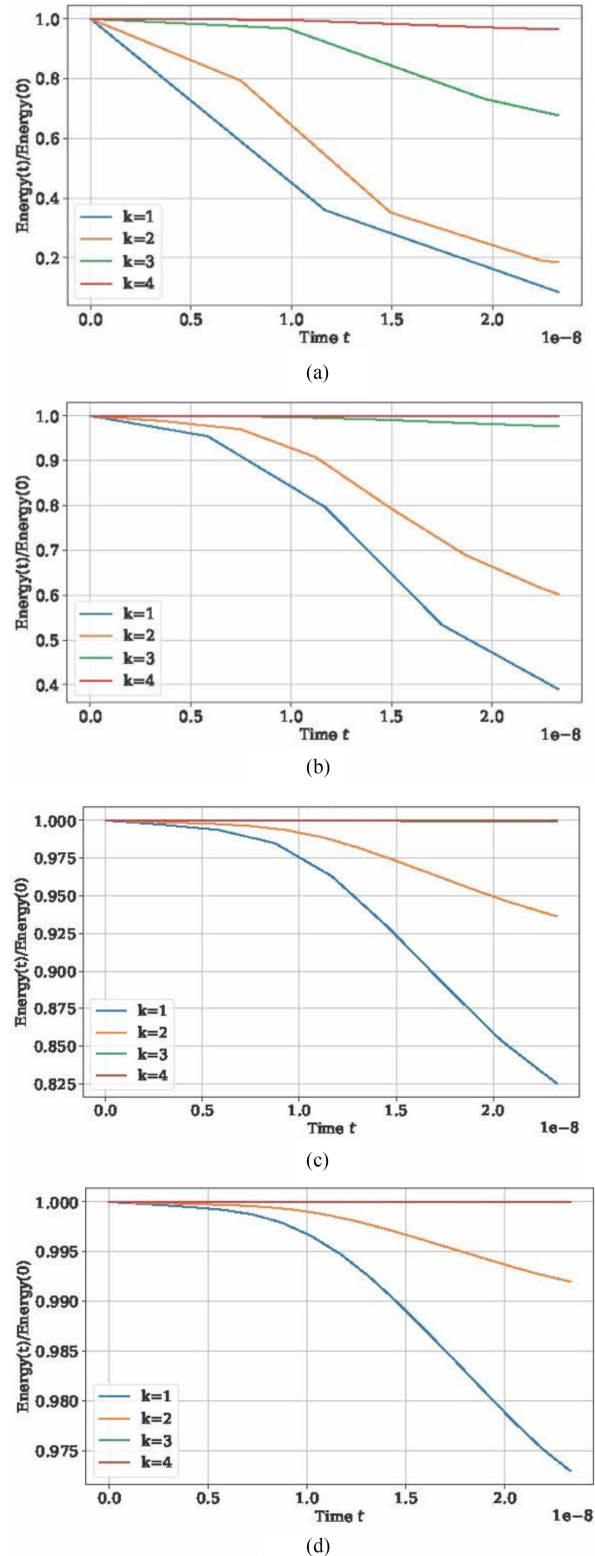 1.0
0.8
0.6
0.4
0.2
Energy(t)/Energy(0)
k=1
k=2
k=3
k=4
0.0 0.5 1.0 1.5 2.0
Time t
1e−8
(a)
1.0
0.9
0.8
0.7
0.6
0.5
0.4
Energy(t)/Energy(0)
k=1
k=2
k=3
k=4
0.0 0.5 1.0 1.5 2.0
Time t
1e−8
(b)
1.000
0.975
0.950
0.925
0.900
0.875
0.850
0.825
Energy(t)/Energy(0)
k=1
k=2
k=3
k=4
0.0 0.5 1.0 1.5 2.0
Time t
1e−8
(c)
1.000
0.995
0.990
0.985
0.980
0.975
Energy(t)/Energy(0)
k=1
k=2
k=3
k=4
0.0 0.5 1.0 1.5 2.0
Time t
1e−8
(d)